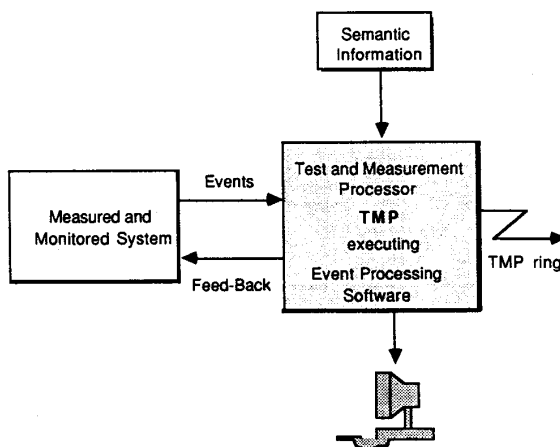 Semantic
Information
Events
Measured and
Monitored System
Feed-Back
Test and Measurement
Processor
TMP
executing
Event Processing
Software
TMP ring